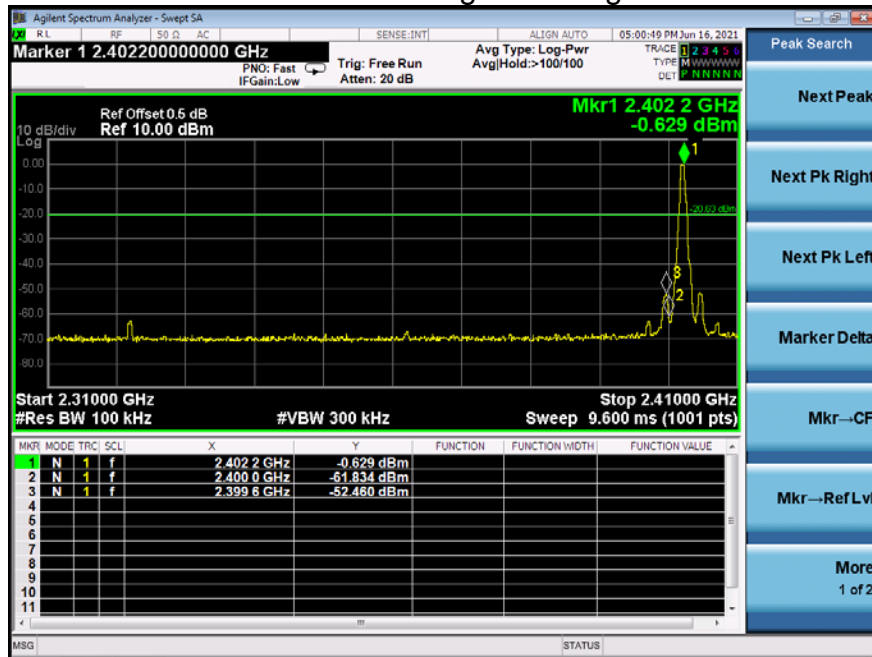 Agilent Spectrum Analyzer - Swept SA
RL RF 50 Ω AC SENSE:INT ALIGN AUTO 05:00:49 PM Jun 16, 2021
Marker 1 2.402200000000 GHz
PNO: Fast
IFGain:Low
Trig: Free Run
Atten: 20 dB
Avg Type: Log-Pwr
Avg|Hold:>100/100
TRACE 1 2 3 4 5 6
TYPE M WWWWW
DET P N N N N N
Peak Search
Next Peak
Next Pk Right
Next Pk Left
Marker Delta
Mkr→CF
Mkr→Ref Lvl
More
1 of 2
Mkr1 2.402 2 GHz
-0.629 dBm
Ref Offset 0.5 dB
10 dB/div Ref 10.00 dBm
Log
1
0.00
-10.0
-20.0
-20.63 dBm
-30.0
-40.0
3
-50.0
2
-60.0
-70.0
-80.0
Start 2.31000 GHz Stop 2.41000 GHz
#Res BW 100 kHz #VBW 300 kHz Sweep 9.600 ms (1001 pts)
MKR MODE TRC SCL X Y FUNCTION FUNCTION WIDTH FUNCTION VALUE
1 N 1 f 2.402 2 GHz -0.629 dBm
2 N 1 f 2.400 0 GHz -61.834 dBm
3 N 1 f 2.399 6 GHz -52.460 dBm
4
5
6
7
8
9
10
11
MSG STATUS